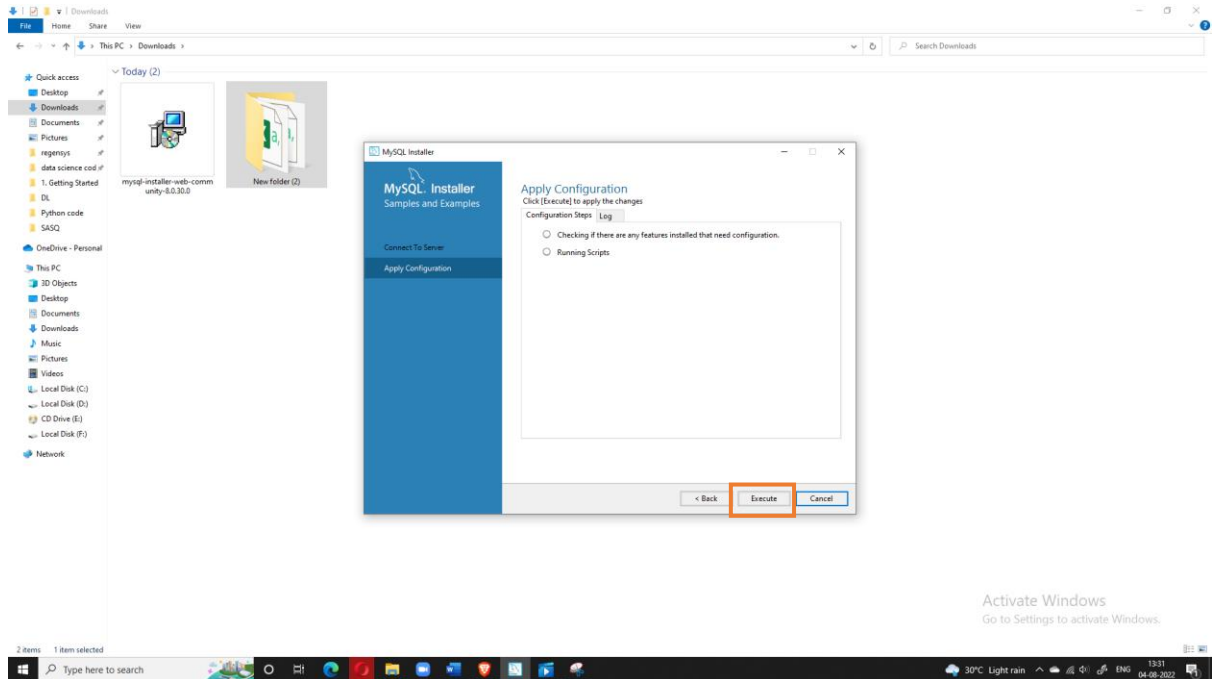 Downloads
File Home Share View
This PC > Downloads >
Search Downloads
Quick access
Desktop
Downloads
Documents
Pictures
regensys
data science cod
1. Getting Started
DL
Python code
SASQ
OneDrive - Personal
This PC
3D Objects
Desktop
Documents
Downloads
Music
Pictures
Videos
Local Disk (C:)
Local Disk (D:)
CD Drive (E:)
Local Disk (F:)
Network
Today (2)
mysql-installer-web-comm
unity-8.0.30.0
New folder (2)
MySQL Installer
MySQL. Installer
Samples and Examples
Connect To Server
Apply Configuration
Apply Configuration
Click [Execute] to apply the changes
Configuration Steps Log
Checking if there are any features installed that need configuration.
Running Scripts
< Back Execute Cancel
Activate Windows
Go to Settings to activate Windows.
2 items 1 item selected
Type here to search
30°C Light rain ENG
13:31
04-08-2022